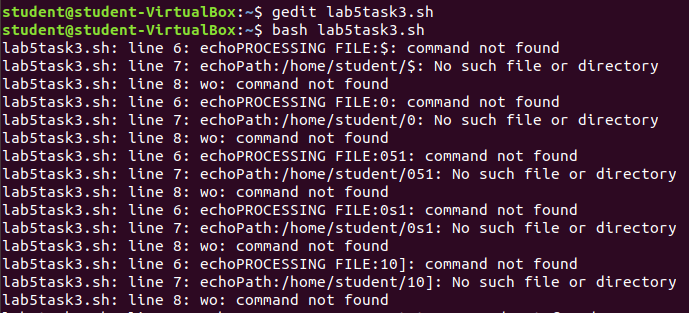 student@student-VirtualBox:~$ gedit lab5task3.sh
student@student-VirtualBox:~$ bash lab5task3.sh
lab5task3.sh: line 6: echoPROCESSING FILE:$: command not found
lab5task3.sh: line 7: echoPath:/home/student/$: No such file or directory
lab5task3.sh: line 8: wo: command not found
lab5task3.sh: line 6: echoPROCESSING FILE:0: command not found
lab5task3.sh: line 7: echoPath:/home/student/0: No such file or directory
lab5task3.sh: line 8: wo: command not found
lab5task3.sh: line 6: echoPROCESSING FILE:051: command not found
lab5task3.sh: line 7: echoPath:/home/student/051: No such file or directory
lab5task3.sh: line 8: wo: command not found
lab5task3.sh: line 6: echoPROCESSING FILE:0s1: command not found
lab5task3.sh: line 7: echoPath:/home/student/0s1: No such file or directory
lab5task3.sh: line 8: wo: command not found
lab5task3.sh: line 6: echoPROCESSING FILE:10]: command not found
lab5task3.sh: line 7: echoPath:/home/student/10]: No such file or directory
lab5task3.sh: line 8: wo: command not found